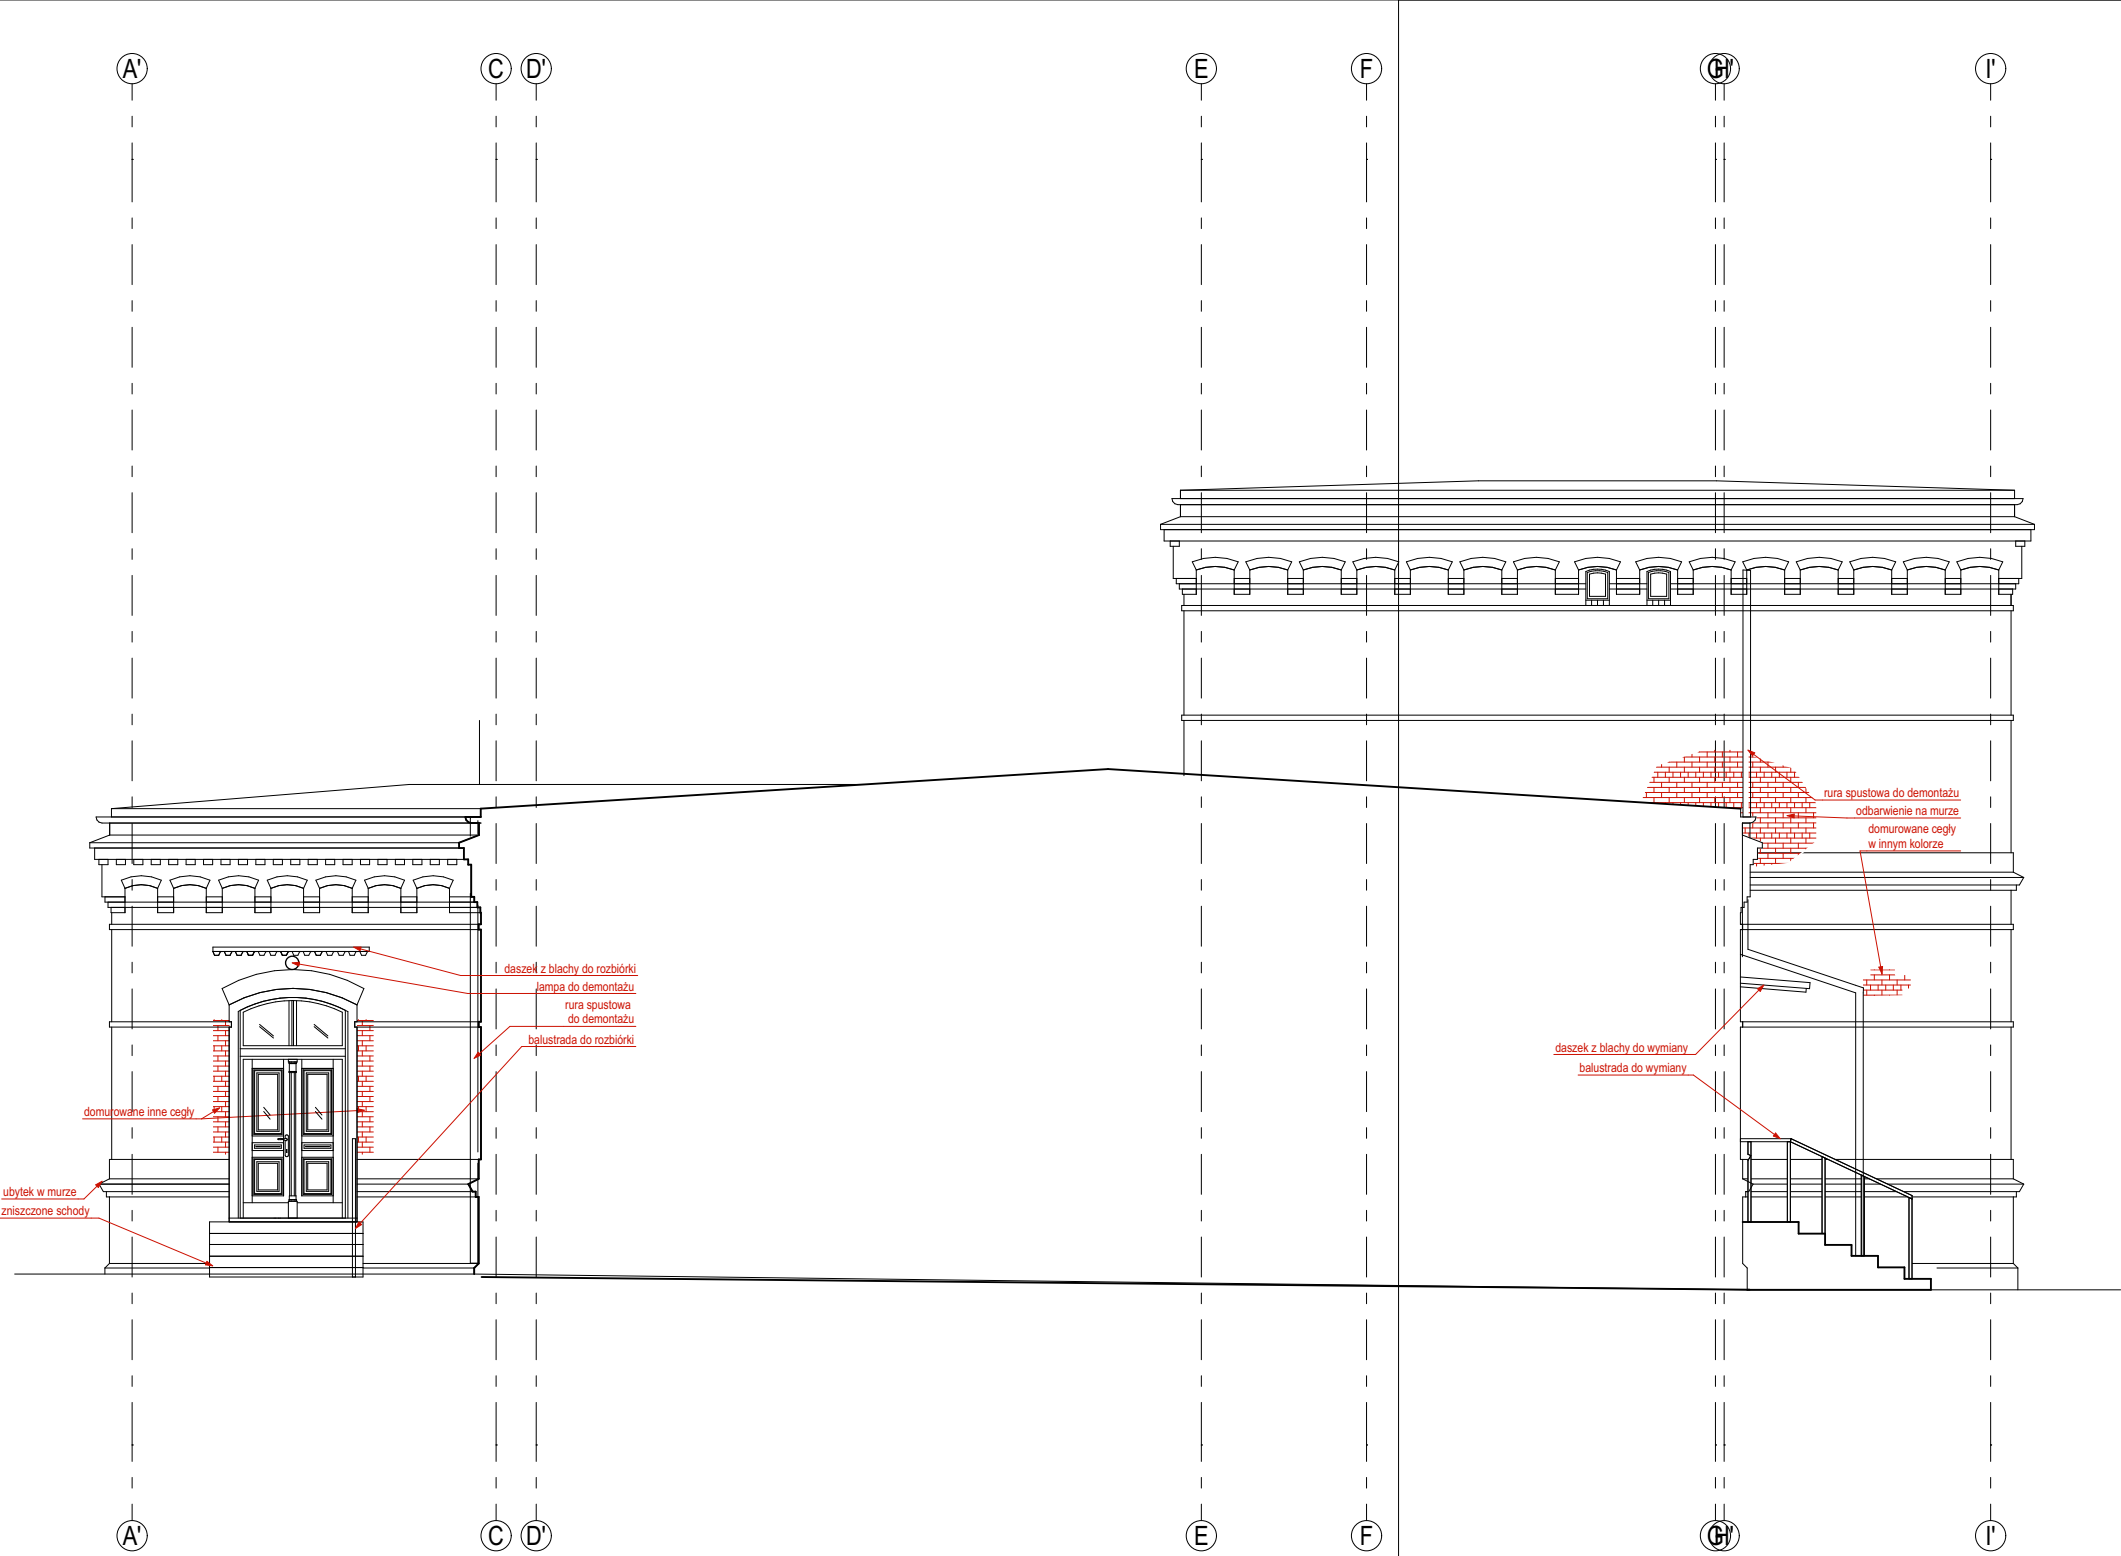 A'
C
D'
E
F
G
H'
I'
rura spustowa do demontażu
odbarwienie na murze
domurowane cegły
w innym kolorze
daszek z blachy do rozbiórki
lampa do demontażu
rura spustowa
do demontażu
balustrada do rozbiórki
daszek z blachy do wymiany
balustrada do wymiany
domurowane inne cegły
ubytek w murze
zniszczone schody
A'
C
D'
E
F
G
H'
I'